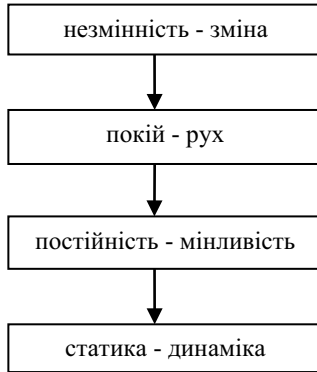 незмінність - зміна
покій - рух
постійність - мінливість
статика - динаміка